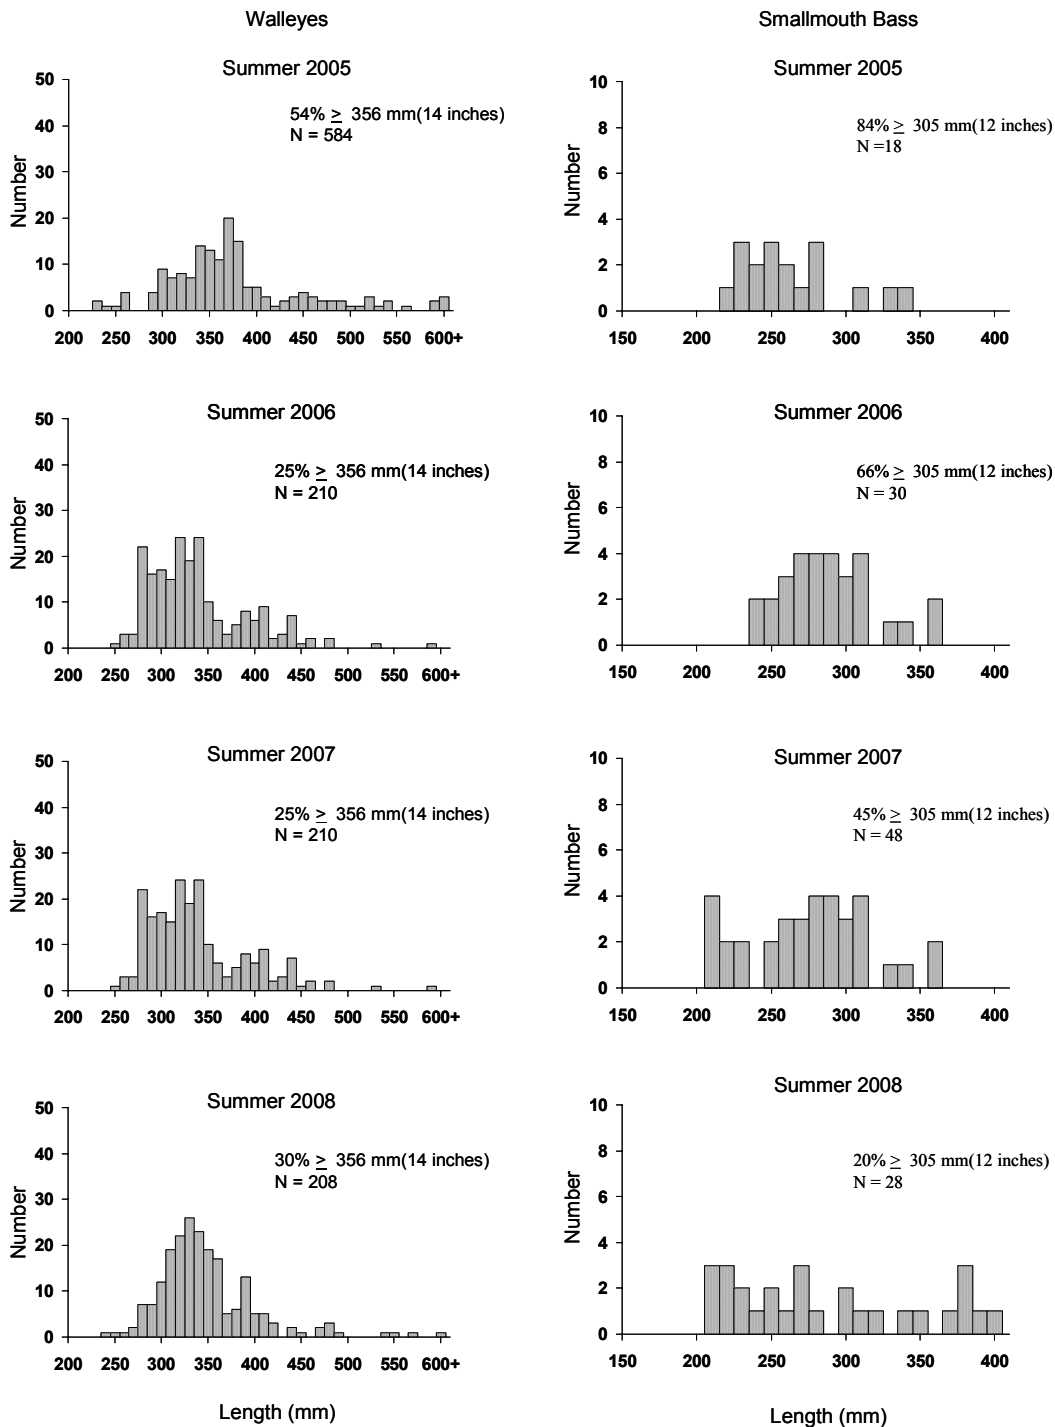 Walleyes
Smallmouth Bass
Summer 2005
54% ≥ 356 mm(14 inches)
N = 584
Number
50
40
30
20
10
0
200 250 300 350 400 450 500 550 600+
Summer 2005
84% ≥ 305 mm(12 inches)
N =18
Number
10
8
6
4
2
0
150 200 250 300 350 400
Summer 2006
25% ≥ 356 mm(14 inches)
N = 210
Number
50
40
30
20
10
0
200 250 300 350 400 450 500 550 600+
Summer 2006
66% ≥ 305 mm(12 inches)
N = 30
Number
10
8
6
4
2
0
150 200 250 300 350 400
Summer 2007
25% ≥ 356 mm(14 inches)
N = 210
Number
50
40
30
20
10
0
200 250 300 350 400 450 500 550 600+
Summer 2007
45% ≥ 305 mm(12 inches)
N = 48
Number
10
8
6
4
2
0
150 200 250 300 350 400
Summer 2008
30% ≥ 356 mm(14 inches)
N = 208
Number
50
40
30
20
10
0
200 250 300 350 400 450 500 550 600+
Length (mm)
Summer 2008
20% ≥ 305 mm(12 inches)
N = 28
Number
10
8
6
4
2
0
150 200 250 300 350 400
Length (mm)